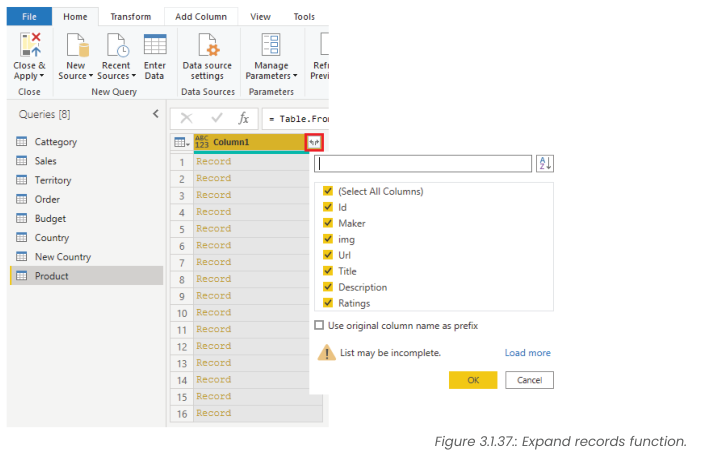 File Home Transform Add Column View Tools
Close & Apply New Source Recent Sources Enter Data Data source settings Manage Parameters Refr Previ
Close New Query Data Sources Parameters
Queries [8]
= Table.Fro
Cattegory
Sales
Territory
Order
Budget
Country
New Country
Product
ABC 123 Column1
1 Record
2 Record
3 Record
4 Record
5 Record
6 Record
7 Record
8 Record
9 Record
10 Record
11 Record
12 Record
13 Record
14 Record
15 Record
16 Record
A Z
(Select All Columns)
Id
Maker
img
Url
Title
Description
Ratings
Use original column name as prefix
List may be incomplete. Load more
OK Cancel
Figure 3.1.37.: Expand records function.